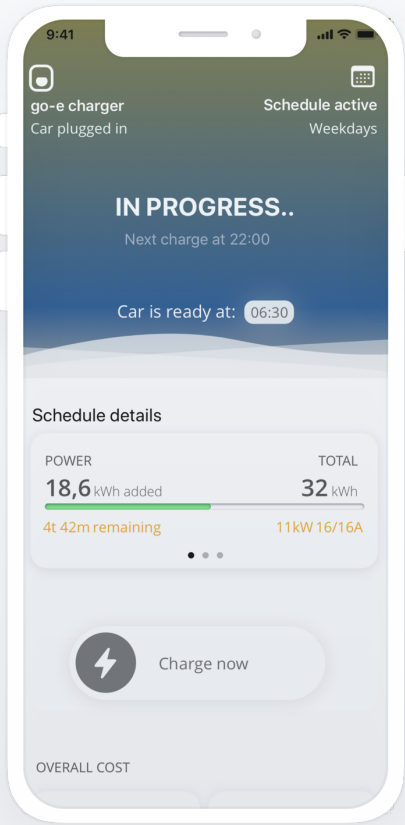 9:41
go-e charger
Schedule active
Car plugged in
Weekdays
IN PROGRESS..
Next charge at 22:00
Car is ready at: 06:30
Schedule details
POWER
TOTAL
18,6 kWh added
32 kWh
4t 42m remaining
11kW 16/16A
Charge now
OVERALL COST